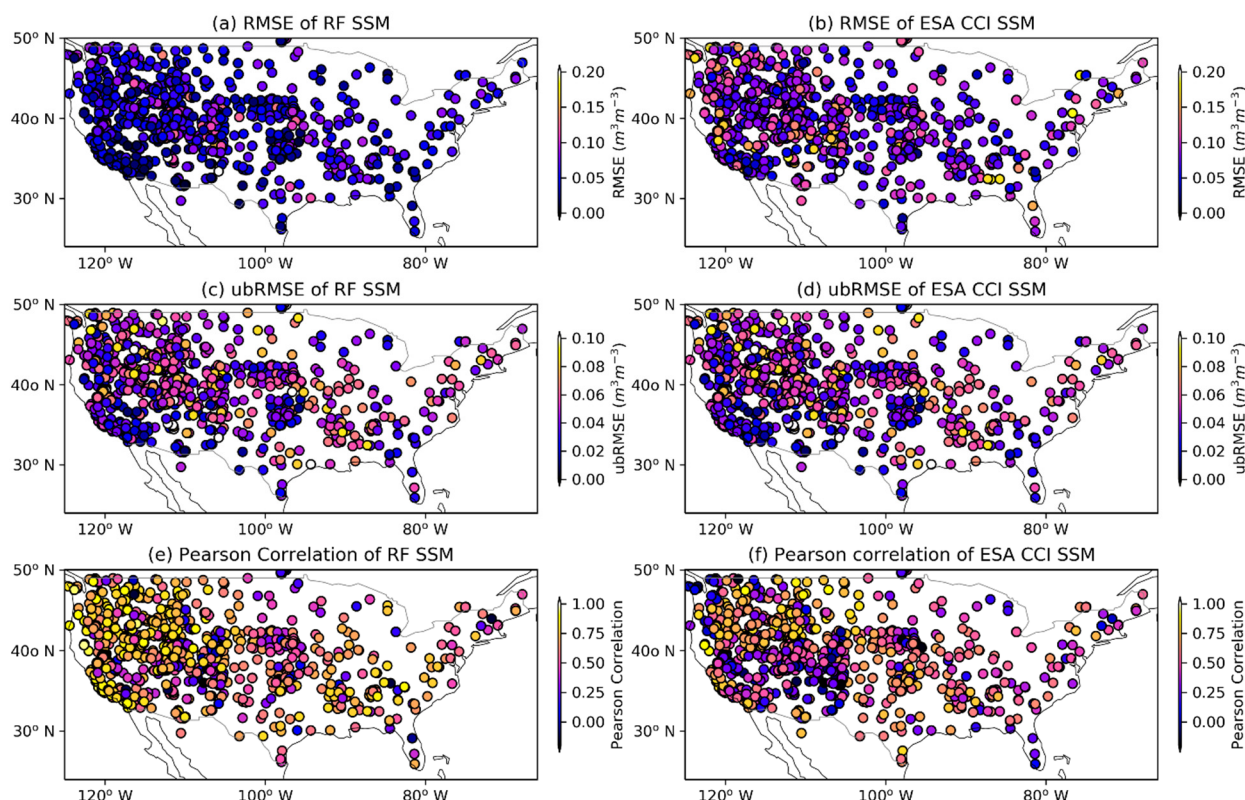 (a) RMSE of RF SSM
(b) RMSE of ESA CCI SSM
50° N
40o N
30° N
120° W
100° W
80° W
0.20
0.15
0.10
0.05
0.00
RMSE (m³m⁻³)
50° N
40o N
30° N
120° W
100° W
80° W
0.20
0.15
0.10
0.05
0.00
RMSE (m³m⁻³)
(c) ubRMSE of RF SSM
(d) ubRMSE of ESA CCI SSM
50° N
40o N
30° N
120° W
100° W
80° W
0.10
0.08
0.06
0.04
0.02
0.00
ubRMSE (m³m⁻³)
50° N
40o N
30° N
120° W
100° W
80° W
0.10
0.08
0.06
0.04
0.02
0.00
ubRMSE (m³m⁻³)
(e) Pearson Correlation of RF SSM
(f) Pearson correlation of ESA CCI SSM
50° N
40o N
30° N
120° W
100° W
80° W
1.00
0.75
0.50
0.25
0.00
Pearson Correlation
50° N
40o N
30° N
120° W
100° W
80° W
1.00
0.75
0.50
0.25
0.00
Pearson Correlation